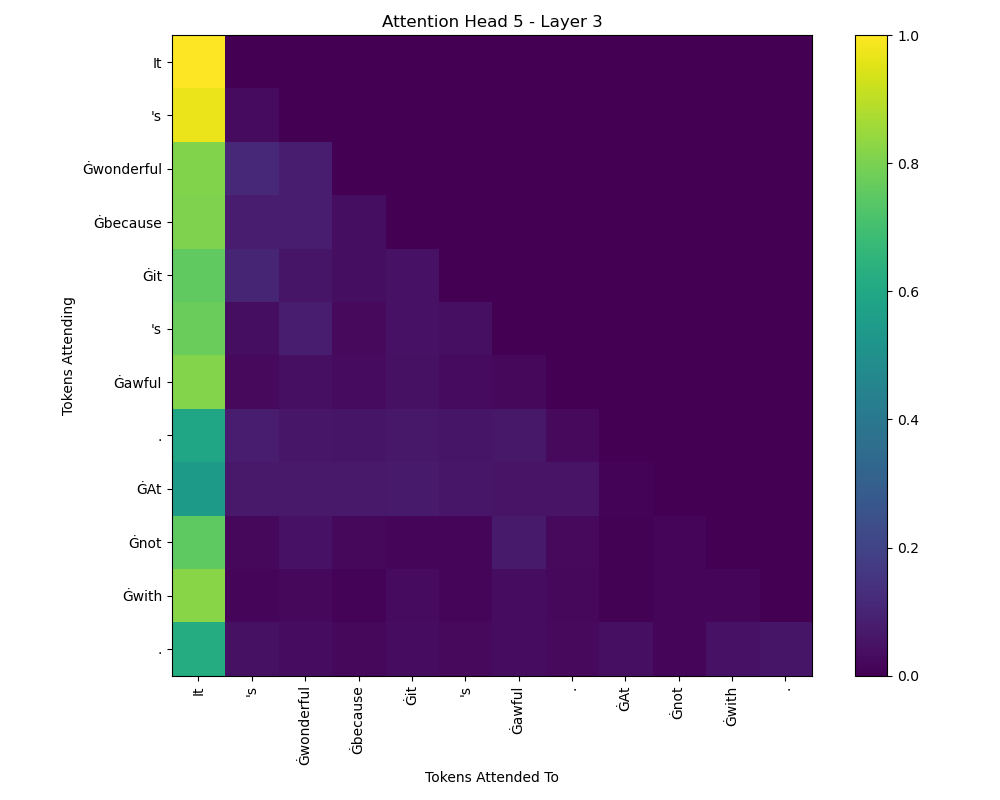 Attention Head 5 - Layer 3
It
's
Ġwonderful
Ġbecause
Ġit
's
Ġawful
.
ĠAt
Ġnot
Ġwith
.
Tokens Attending
It
's
Ġwonderful
Ġbecause
Ġit
's
Ġawful
.
ĠAt
Ġnot
Ġwith
.
Tokens Attended To
1.0
0.8
0.6
0.4
0.2
0.0